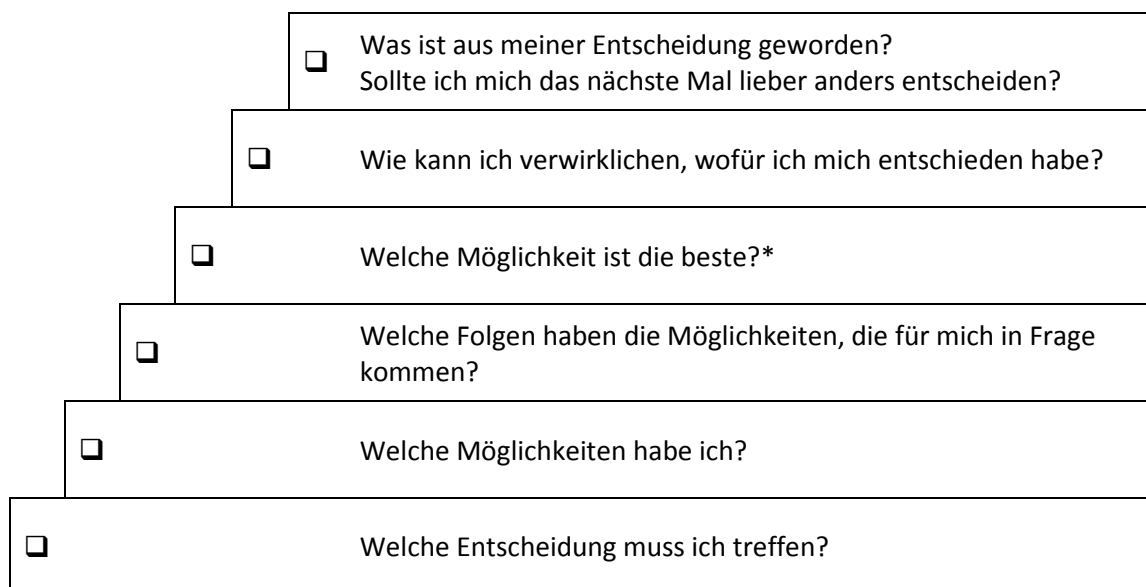 ❑ Was ist aus meiner Entscheidung geworden?
Sollte ich mich das nächste Mal lieber anders entscheiden?
❑ Wie kann ich verwirklichen, wofür ich mich entschieden habe?
❑ Welche Möglichkeit ist die beste?*
❑ Welche Folgen haben die Möglichkeiten, die für mich in Frage
kommen?
❑ Welche Möglichkeiten habe ich?
❑ Welche Entscheidung muss ich treffen?